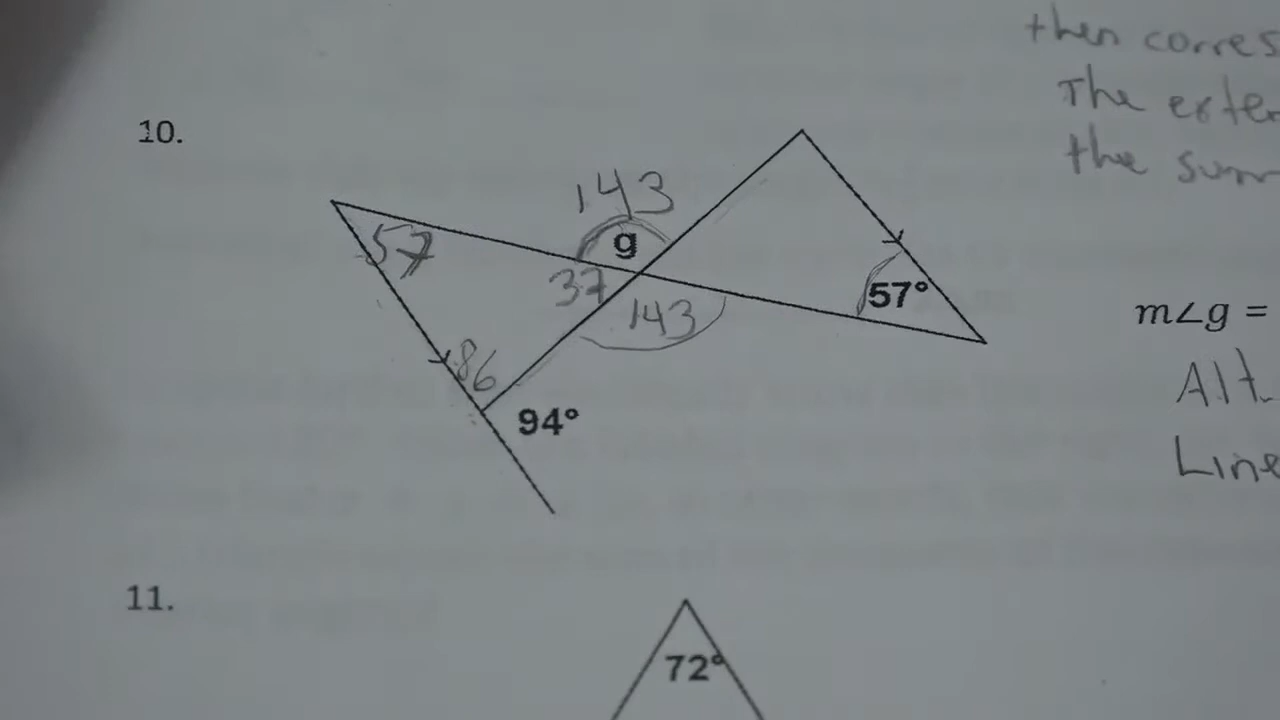 then corres
The exter
the sum
10.
143
g
57
37
143
57°
m∠g =
86
94°
Alt.
Line
11.
72°